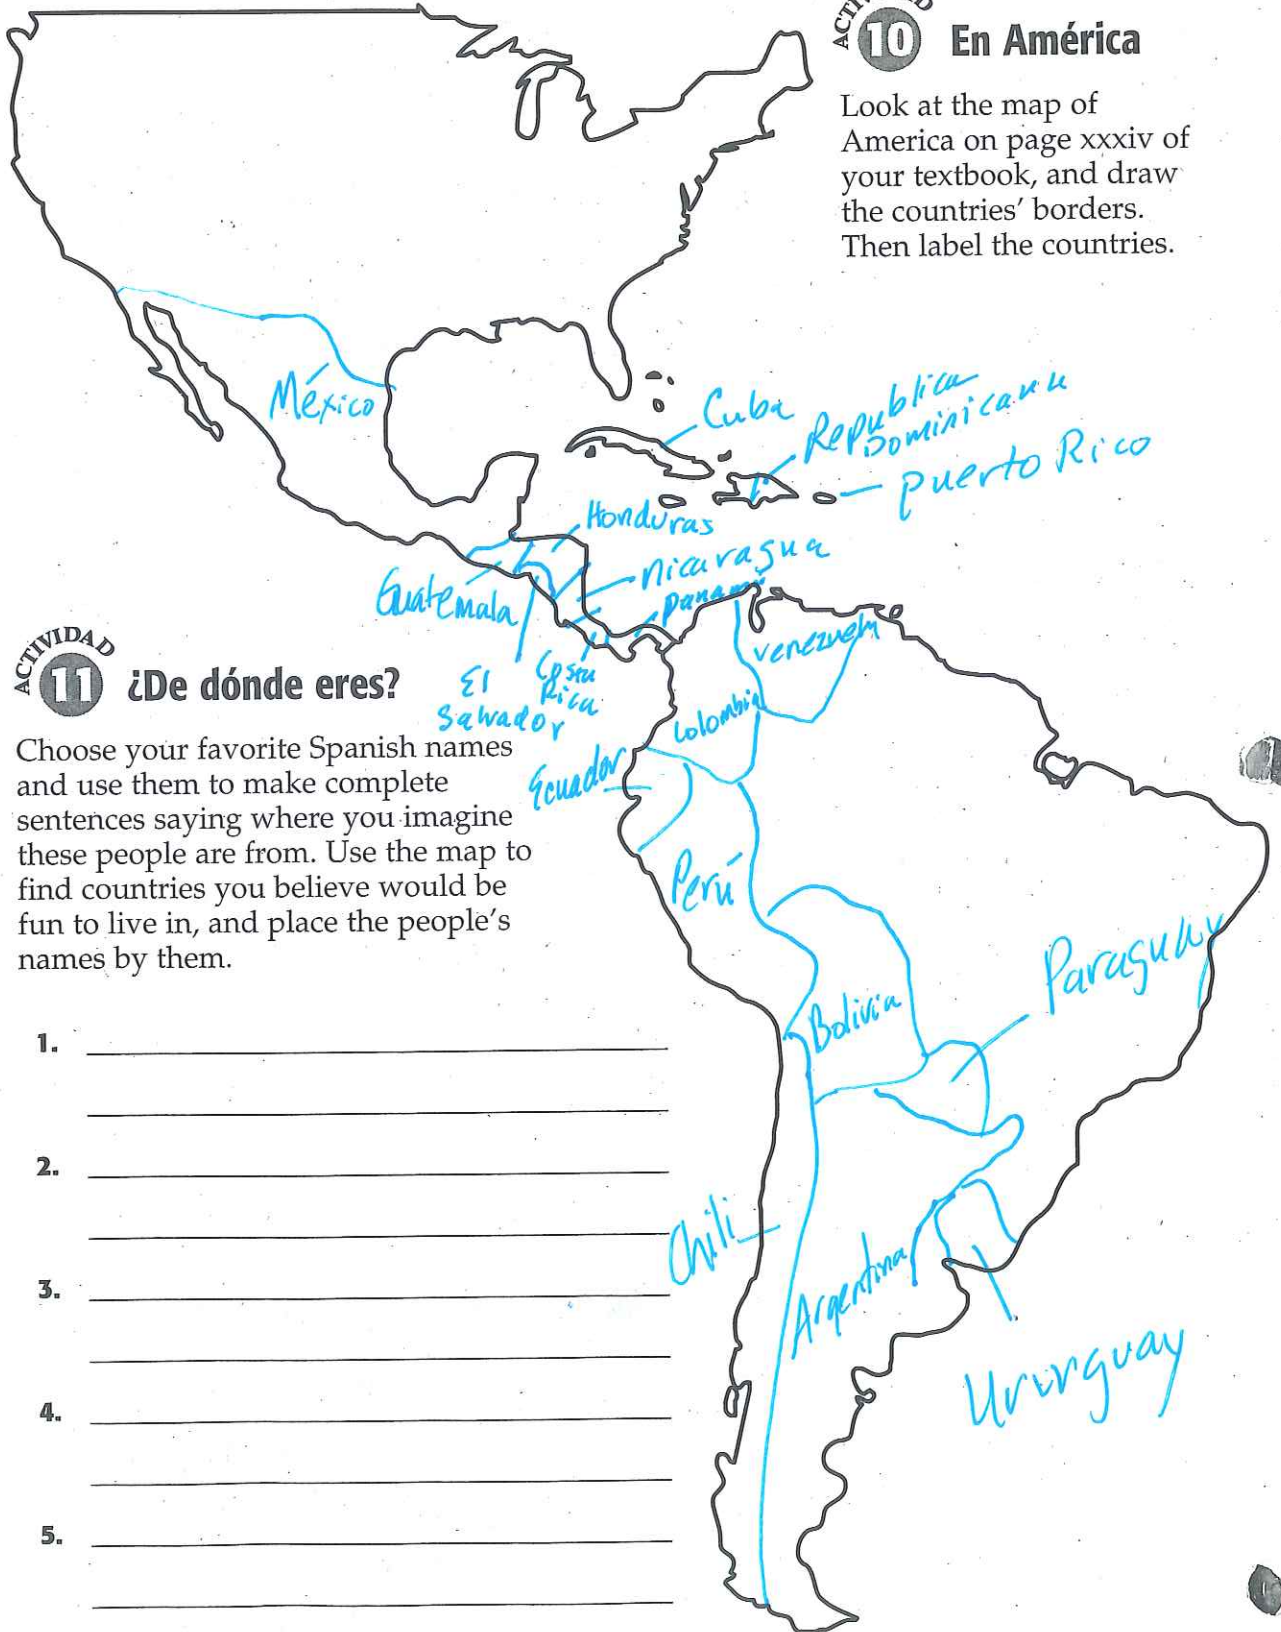 ACTIVIDAD
10 En América
Look at the map of
America on page xxxiv of
your textbook, and draw
the countries' borders.
Then label the countries.
México
Cuba
Republica
Dominicana
Puerto Rico
Honduras
Nicaragua
Panamá
Guatemala
El
Salvador
Costa
Rica
Venezuela
Colombia
Ecuador
Perú
Bolivia
Paraguay
Chili
Argentina
Ururguay
ACTIVIDAD
11 ¿De dónde eres?
Choose your favorite Spanish names
and use them to make complete
sentences saying where you imagine
these people are from. Use the map to
find countries you believe would be
fun to live in, and place the people's
names by them.
1.
2.
3.
4.
5.